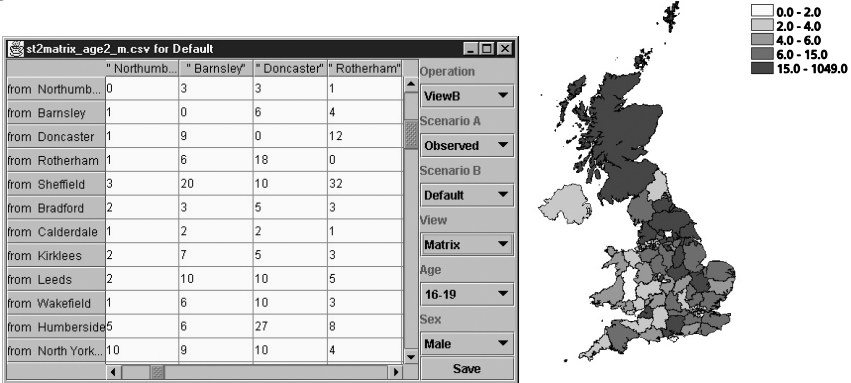 st2matrix_age2_m.csv for Default
" Northumb... " Barnsley" " Doncaster" " Rotherham"
from Northumb... 0 3 3 1
from Barnsley 1 0 6 4
from Doncaster 1 9 0 12
from Rotherham 1 6 18 0
from Sheffield 3 20 10 32
from Bradford 2 3 5 3
from Calderdale 1 2 2 1
from Kirklees 2 7 5 3
from Leeds 2 10 10 5
from Wakefield 1 6 10 3
from Humberside 5 6 27 8
from North York... 10 9 10 4
Operation
ViewB
Scenario A
Observed
Scenario B
Default
View
Matrix
Age
16-19
Sex
Male
Save
0.0 - 2.0
2.0 - 4.0
4.0 - 6.0
6.0 - 15.0
15.0 - 1049.0